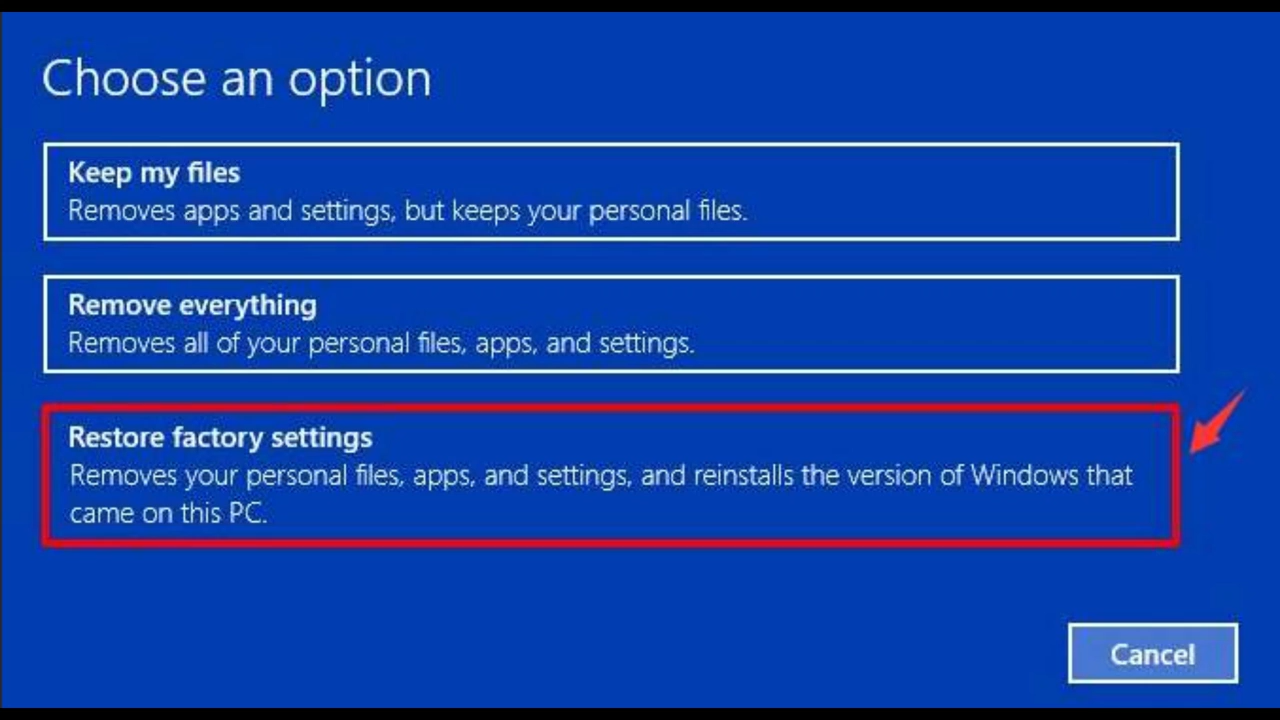 Choose an option
Keep my files
Removes apps and settings, but keeps your personal files.
Remove everything
Removes all of your personal files, apps, and settings.
Restore factory settings
Removes your personal files, apps, and settings, and reinstalls the version of Windows that
came on this PC.
Cancel